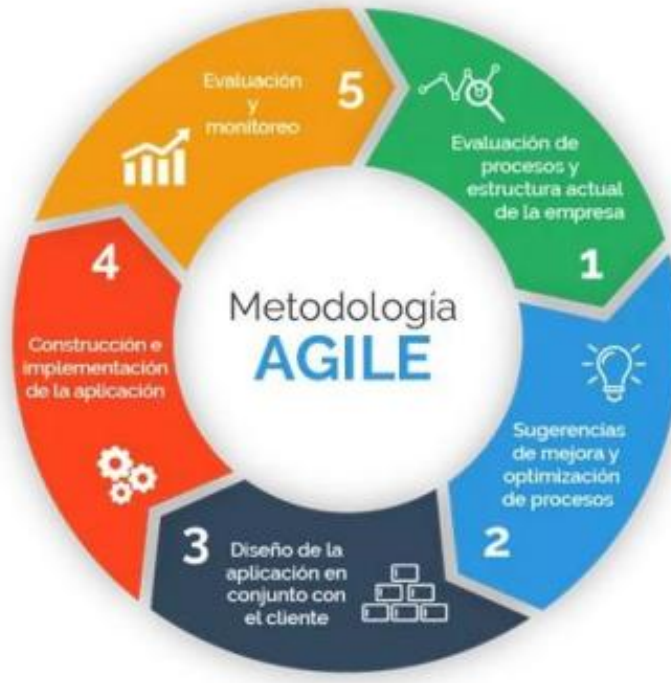 Metodología
AGILE
Evaluación de
procesos y
estructura actual
de la empresa
1
Sugerencias
de mejora y
optimización
de procesos
2
3
Diseño de la
aplicación en
conjunto con
el cliente
4
Construcción e
implementación
de la aplicación
5
Evaluación
y
monitoreo